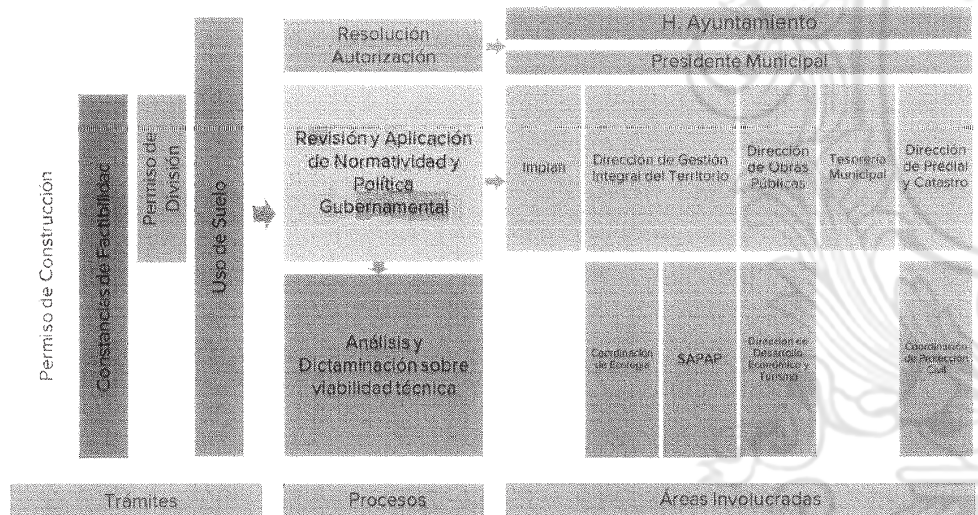 Permiso de Construcción
Constancias de Factibilidad
Permiso de
División
Uso de Suelo
Resolución
Autorización
Revisión y Aplicación
de Normatividad y
Política
Gubernamental
Análisis y
Dictaminación sobre
viabilidad técnica
H. Ayuntamiento
Presidente Municipal
Implan
Dirección de Gestión
Integral del Territorio
Dirección
de Obras
Públicas
Tesorería
Municipal
Dirección
de Predial
y Catastro
Coordinación
de Ecología
SAPAP
Dirección de
Desarrollo
Económico y
Turismo
Coordinación
de Protección
Civil
Trámites
Procesos
Áreas Involucradas